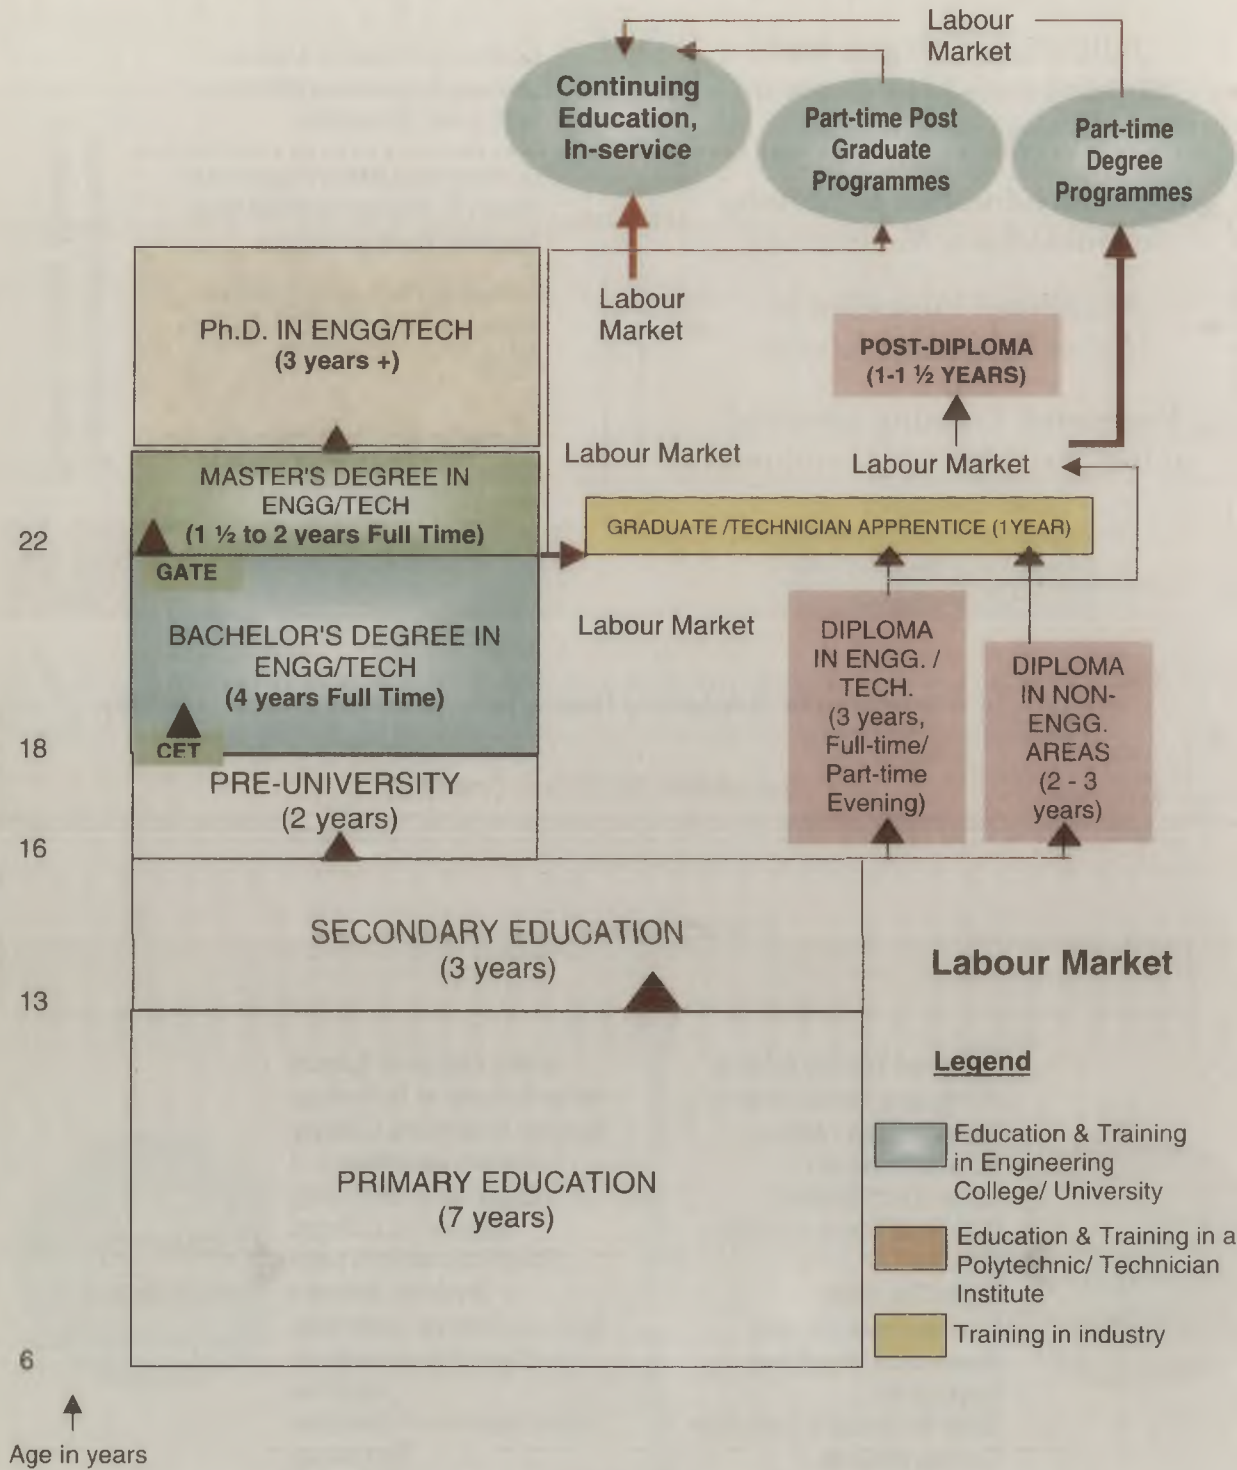 Labour
Market
Continuing
Education,
In-service
Part-time Post
Graduate
Programmes
Part-time
Degree
Programmes
Labour
Market
Ph.D. IN ENGG/TECH
(3 years +)
POST-DIPLOMA
(1-1 ½ YEARS)
Labour Market
Labour Market
MASTER'S DEGREE IN
ENGG/TECH
(1 ½ to 2 years Full Time)
GRADUATE /TECHNICIAN APPRENTICE (1YEAR)
22
GATE
BACHELOR'S DEGREE IN
ENGG/TECH
(4 years Full Time)
Labour Market
DIPLOMA
IN ENGG. /
TECH.
(3 years,
Full-time/
Part-time
Evening)
DIPLOMA
IN NON-
ENGG.
AREAS
(2 - 3
years)
18
CET
PRE-UNIVERSITY
(2 years)
16
SECONDARY EDUCATION
(3 years)
Labour Market
13
Legend
Education & Training
in Engineering
College/ University
PRIMARY EDUCATION
(7 years)
Education & Training in a
Polytechnic/ Technician
Institute
Training in industry
6
Age in years